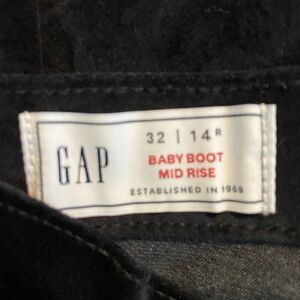 GAP
32 | 14R
BABY BOOT
MID RISE
ESTABLISHED IN 1969